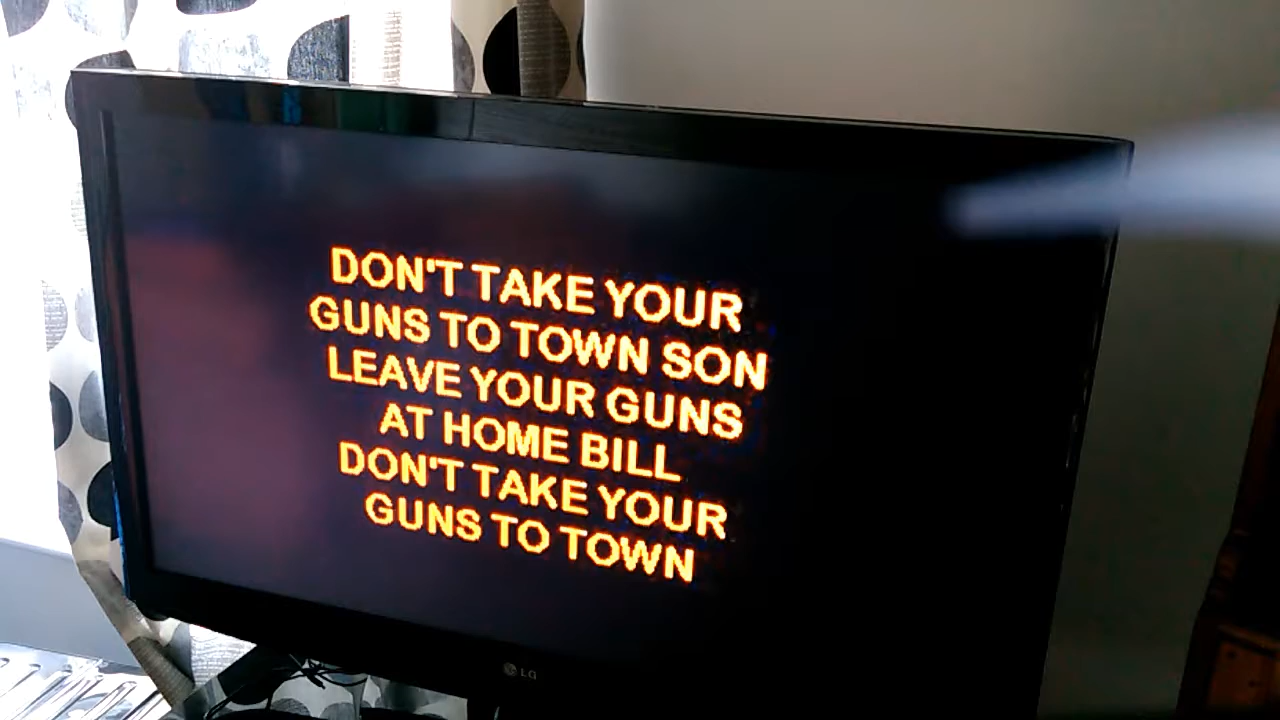 DON'T TAKE YOUR
GUNS TO TOWN SON
LEAVE YOUR GUNS
AT HOME BILL
DON'T TAKE YOUR
GUNS TO TOWN
LG